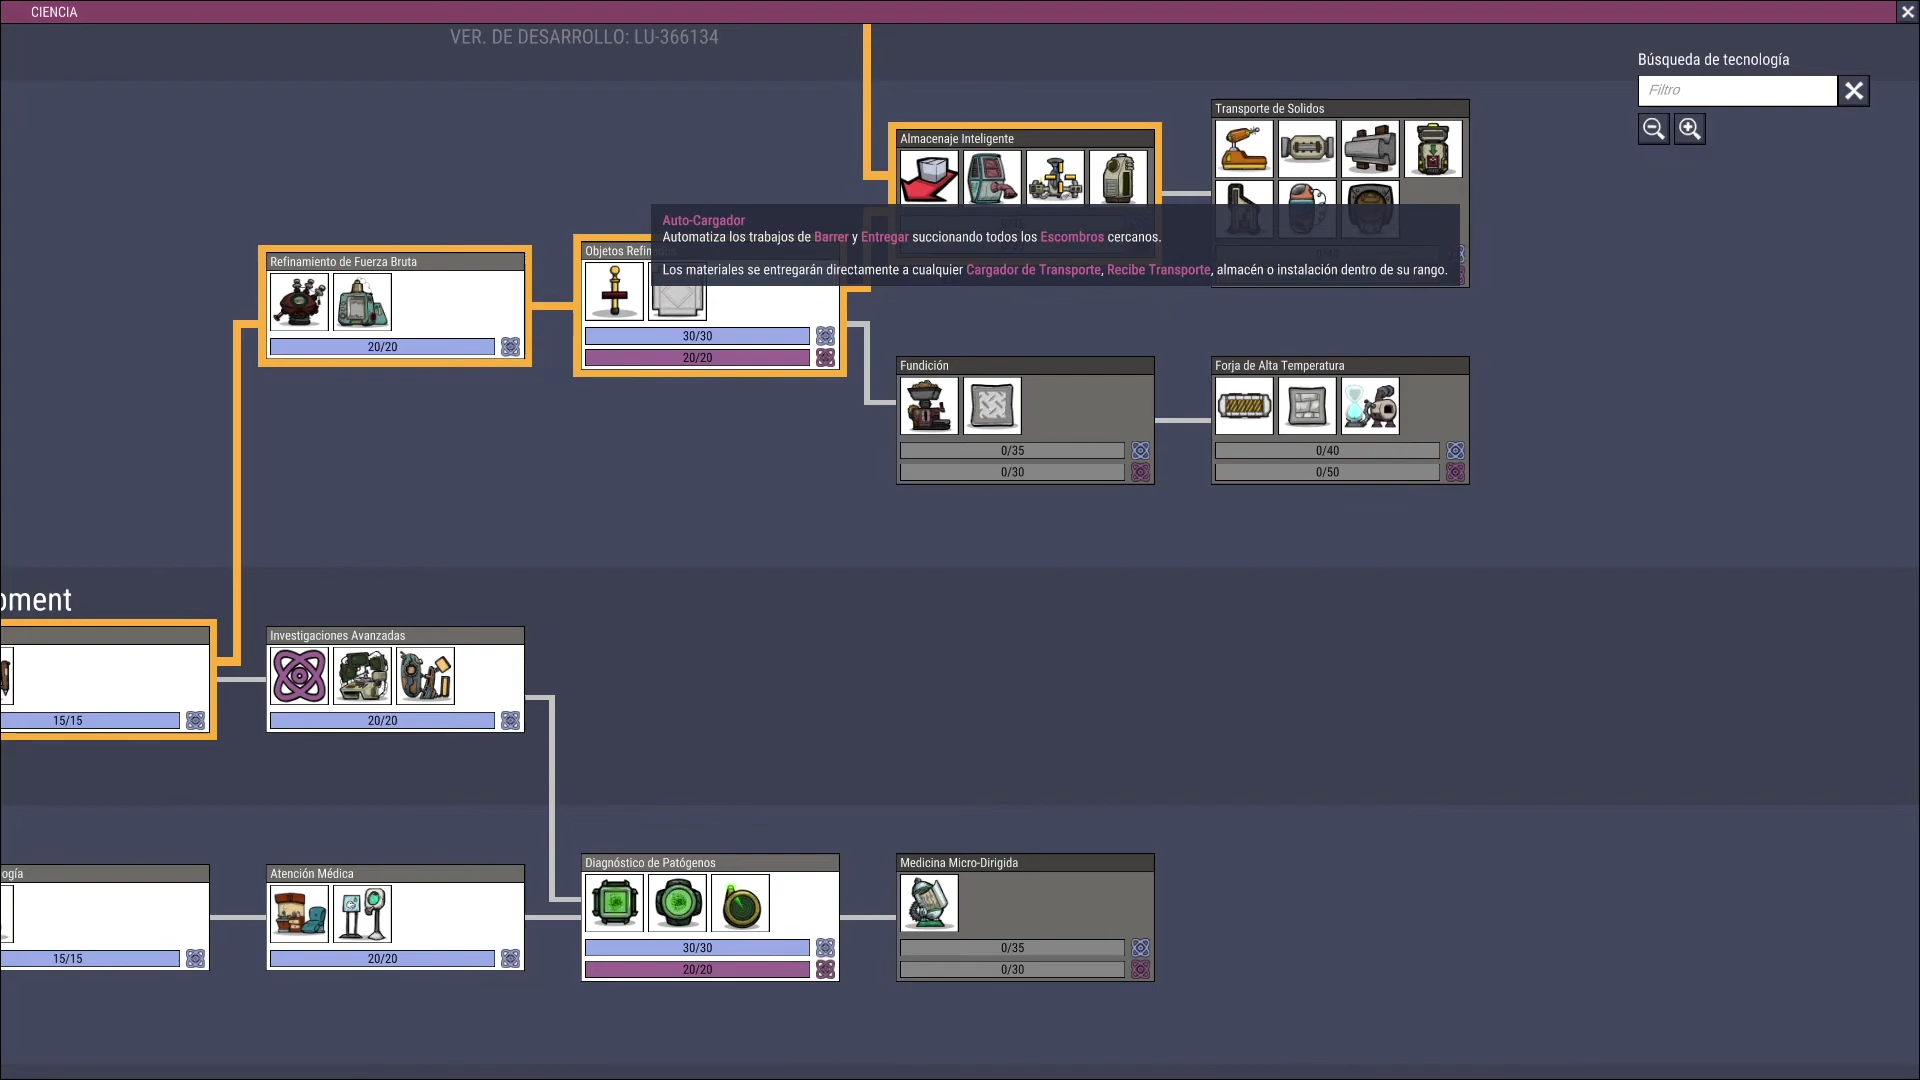 CIENCIA
VER. DE DESARROLLO: LU-366134
Búsqueda de tecnología
Filtro
Almacenaje Inteligente
Transporte de Solidos
Auto-Cargador
Automatiza los trabajos de Barrer y Entregar succionando todos los Escombros cercanos.
Los materiales se entregarán directamente a cualquier Cargador de Transporte, Recibe Transporte, almacén o instalación dentro de su rango.
Refinamiento de Fuerza Bruta
20/20
Objetos
30/30
20/20
Fundición
0/35
0/30
Forja de Alta Temperatura
0/40
0/50
oment
15/15
Investigaciones Avanzadas
20/20
ogía
15/15
Atención Médica
20/20
Diagnóstico de Patógenos
30/30
20/20
Medicina Micro-Dirigida
0/35
0/30